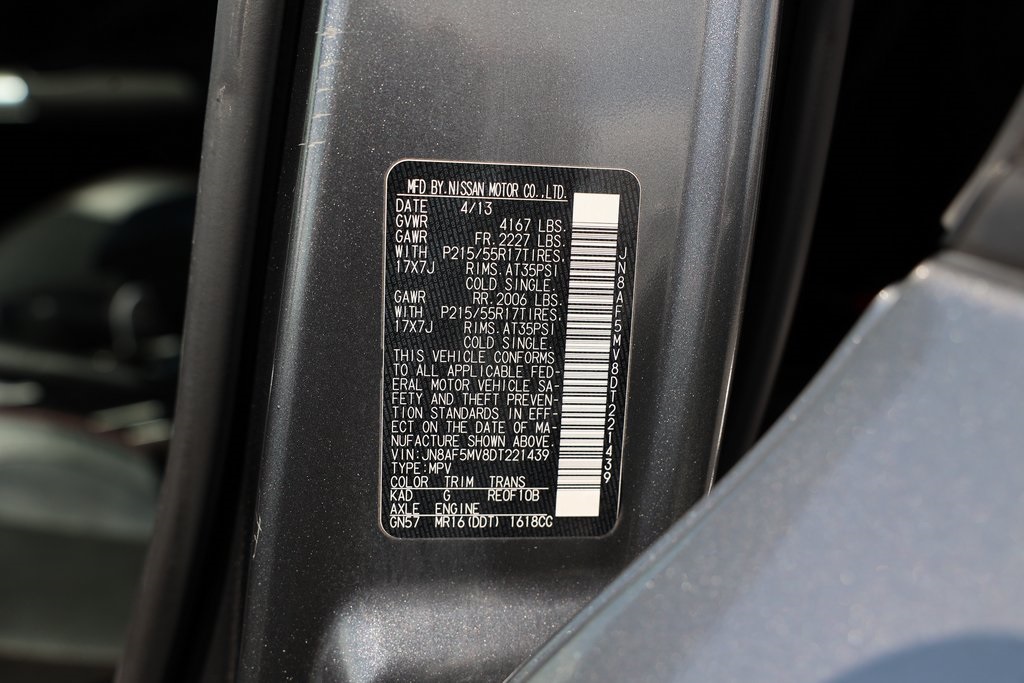 MFD BY.NISSAN MOTOR CO.,LTD.
DATE 4/13
GVWR 4167 LBS.
GAWR FR.2227 LBS.
WITH P215/55R17TIRES,
17X7J RIMS.AT35PSI
COLD SINGLE.
GAWR RR.2006 LBS.
WITH P215/55R17TIRES.
17X7J RIMS.AT35PSI
COLD SINGLE.
THIS VEHICLE CONFORMS
TO ALL APPLICABLE FED-
ERAL MOTOR VEHICLE SA-
FETY AND THEFT PREVEN-
TION STANDARDS IN EFF-
ECT ON THE DATE OF MA-
NUFACTURE SHOWN ABOVE.
VIN:JN8AF5MV8DT221439
TYPE:MPV
COLOR TRIM TRANS
KAD G RE0F10B
AXLE ENGINE
GN57 MR16(DDT) 1618CC
JN8AF5MV8DT221439